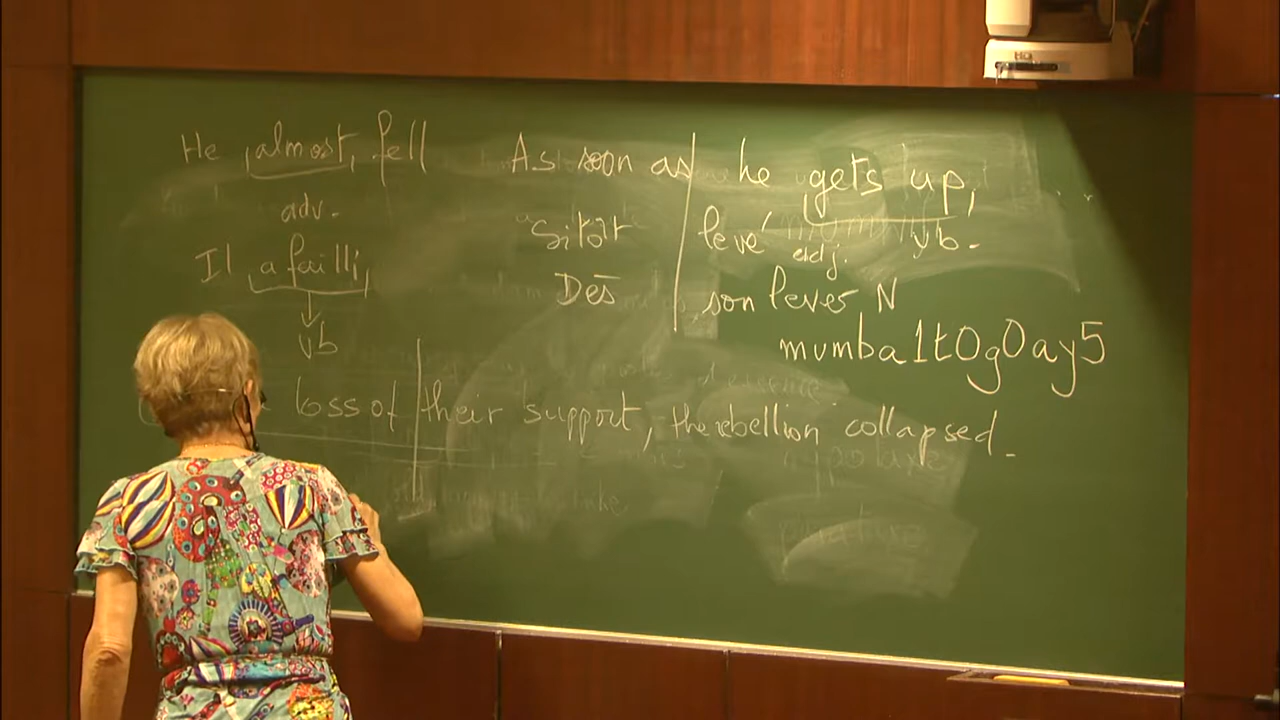 He almost fell
adv.
Il a failli
vb
As soon as he gets up,
Sitôt levé adj. vb.
Dès son lever N
mumba1t0g0ay5
loss of their support, the rebellion collapsed.